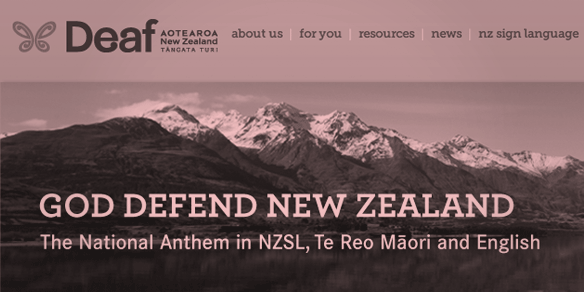 Deaf AOTEAROA
New Zealand
TĀNGATA TURI
about us | for you | resources | news | nz sign language
GOD DEFEND NEW ZEALAND
The National Anthem in NZSL, Te Reo Māori and English